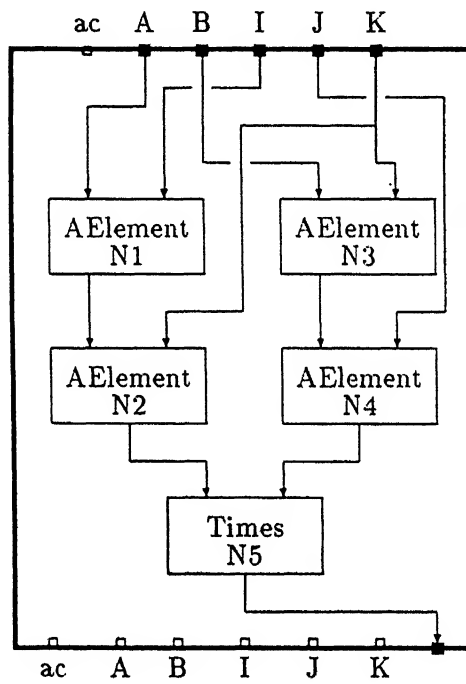 ac A B I J K
AElement
N1
AElement
N3
AElement
N2
AElement
N4
Times
N5
ac A B I J K